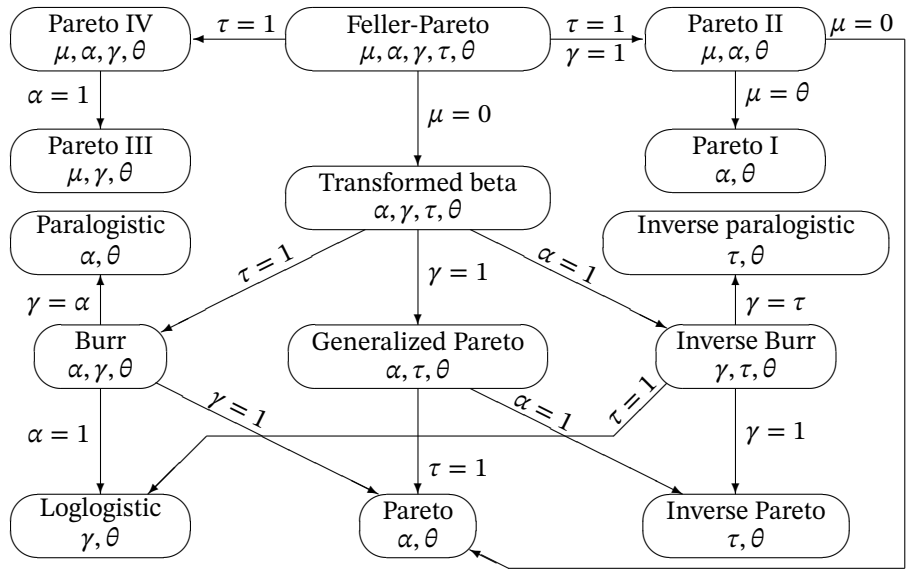 Pareto IV
μ, α, γ, θ
τ = 1
Feller-Pareto
μ, α, γ, τ, θ
τ = 1
γ = 1
Pareto II
μ, α, θ
μ = 0
α = 1
μ = 0
μ = θ
Pareto III
μ, γ, θ
Pareto I
α, θ
Transformed beta
α, γ, τ, θ
Paralogistic
α, θ
Inverse paralogistic
τ, θ
τ = 1
γ = 1
α = 1
γ = α
γ = τ
Burr
α, γ, θ
Generalized Pareto
α, τ, θ
Inverse Burr
γ, τ, θ
α = 1
γ = 1
τ = 1
α = 1
τ = 1
γ = 1
Loglogistic
γ, θ
Pareto
α, θ
Inverse Pareto
τ, θ